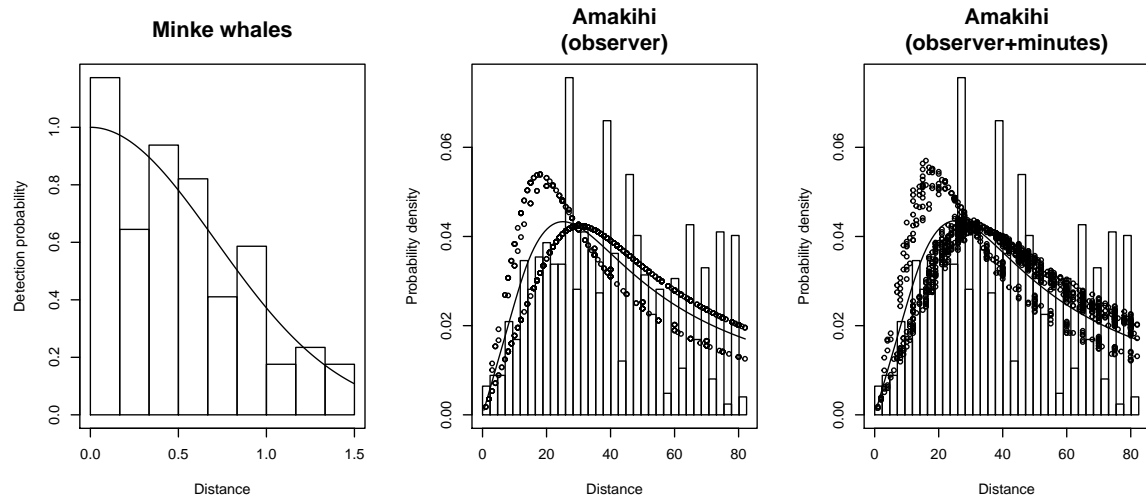 Minke whales
Detection probability
0.0
0.2
0.4
0.6
0.8
1.0
0.0 0.5 1.0 1.5
Distance
Amakihi
(observer)
Probability density
0.00
0.02
0.04
0.06
0 20 40 60 80
Distance
Amakihi
(observer+minutes)
Probability density
0.00
0.02
0.04
0.06
0 20 40 60 80
Distance